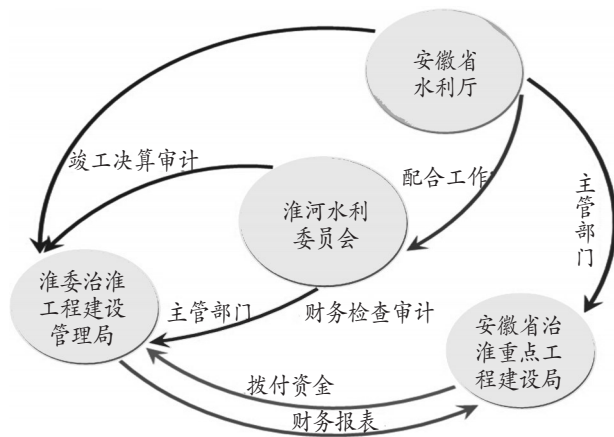 安徽省
水利厅
竣工决算审计
配合工作
主管部门
淮河水利
委员会
淮委治淮
工程建设
管理局
主管部门
财务检查审计
安徽省治
淮重点工
程建设局
拨付资金
财务报表